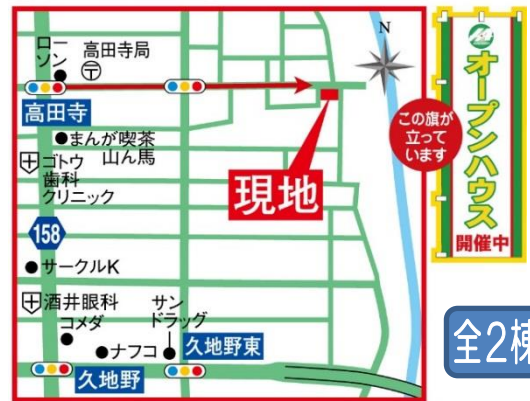 ロー
ソン
高田寺局
〒
N
高田寺
まんが喫茶
山ん馬
ゴトウ
歯科
クリニック
158
サークルK
酒井眼科
コメダ
サン
ドラッグ
ナフコ
久地野東
久地野
現地
この旗が
立って
います
オープンハウス
開催中
全2棟